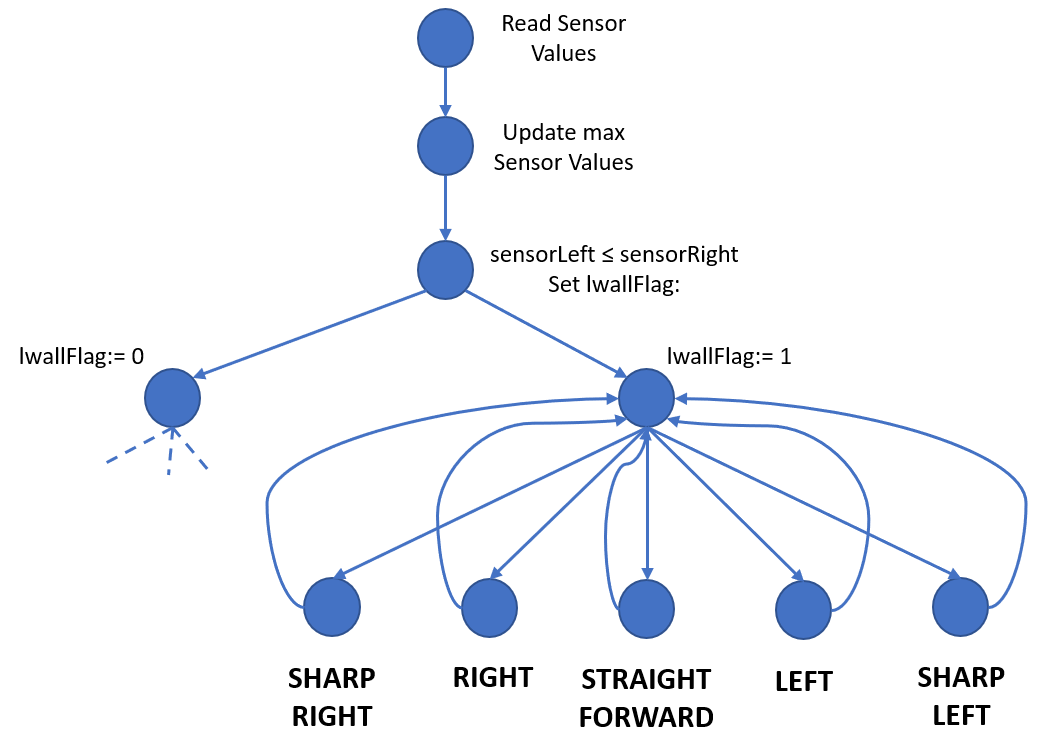 Read Sensor
Values
Update max
Sensor Values
sensorLeft ≤ sensorRight
Set lwallFlag:
lwallFlag:= 0
lwallFlag:= 1
SHARP
RIGHT
RIGHT
STRAIGHT
FORWARD
LEFT
SHARP
LEFT